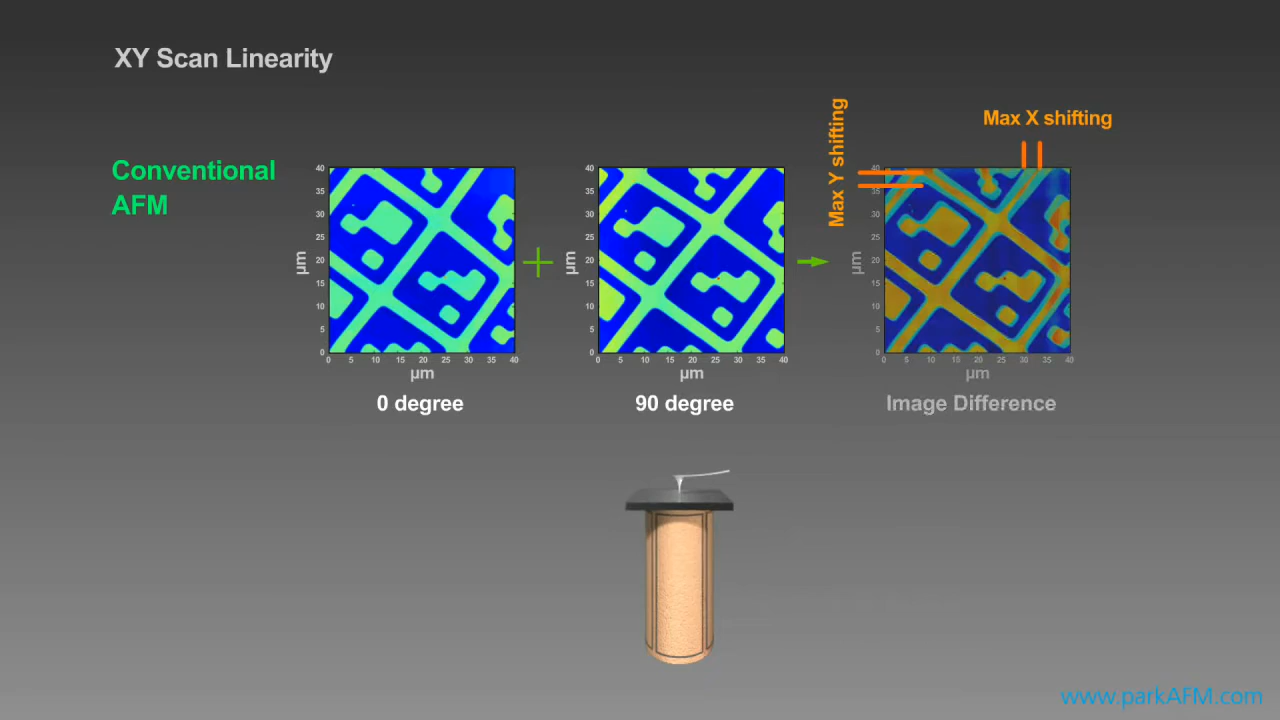 XY Scan Linearity
Conventional
AFM
Max Y shifting
Max X shifting
40
35
30
25
20
15
10
5
0
µm
5 10 15 20 25 30 35 40
µm
0 degree
40
35
30
25
20
15
10
5
0
µm
0 5 10 15 20 25 30 35 40
µm
90 degree
40
35
30
25
20
15
10
5
0
µm
0 5 10 15 20 25 30 35 40
µm
Image Difference
www.parkAFM.com